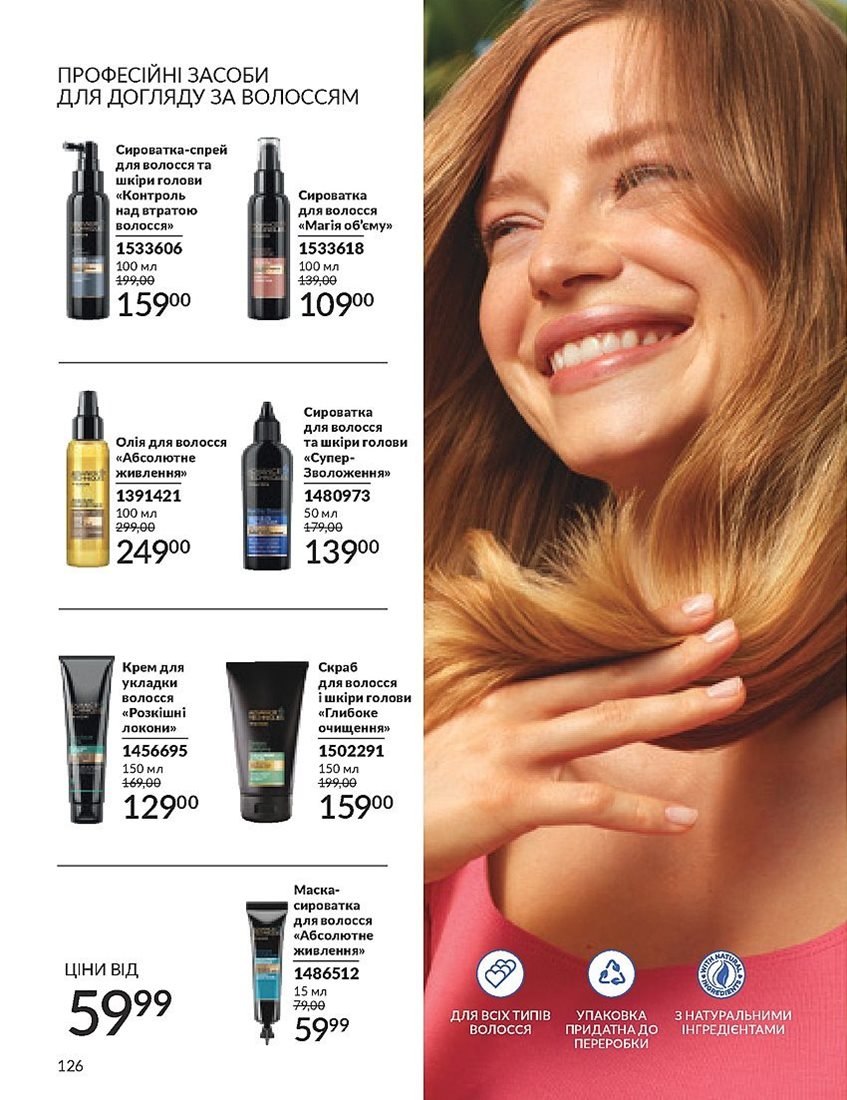 ПРОФЕСІЙНІ ЗАСОБИ
ДЛЯ ДОГЛЯДУ ЗА ВОЛОССЯМ
Сироватка-спрей
для волосся та
шкіри голови
«Контроль
над втратою
волосся»
1533606
100 мл
199,00
159⁰⁰
Сироватка
для волосся
«Магія об'єму»
1533618
100 мл
139,00
109⁰⁰
Олія для волосся
«Абсолютне
живлення»
1391421
100 мл
299,00
249⁰⁰
Сироватка
для волосся
та шкіри голови
«Супер-
Зволоження»
1480973
50 мл
179,00
139⁰⁰
Крем для
укладки
волосся
«Розкішні
локони»
1456695
150 мл
169,00
129⁰⁰
Скраб
для волосся
і шкіри голови
«Глибоке
очищення»
1502291
150 мл
199,00
159⁰⁰
Маска-
сироватка
для волосся
«Абсолютне
живлення»
1486512
15 мл
79,00
59⁹⁹
ЦІНИ ВІД
59⁹⁹
WITH NATURAL
INGREDIENTS
ДЛЯ ВСІХ ТИПІВ
ВОЛОССЯ
УПАКОВКА
ПРИДАТНА ДО
ПЕРЕРОБКИ
З НАТУРАЛЬНИМИ
ІНГРЕДІЄНТАМИ
126